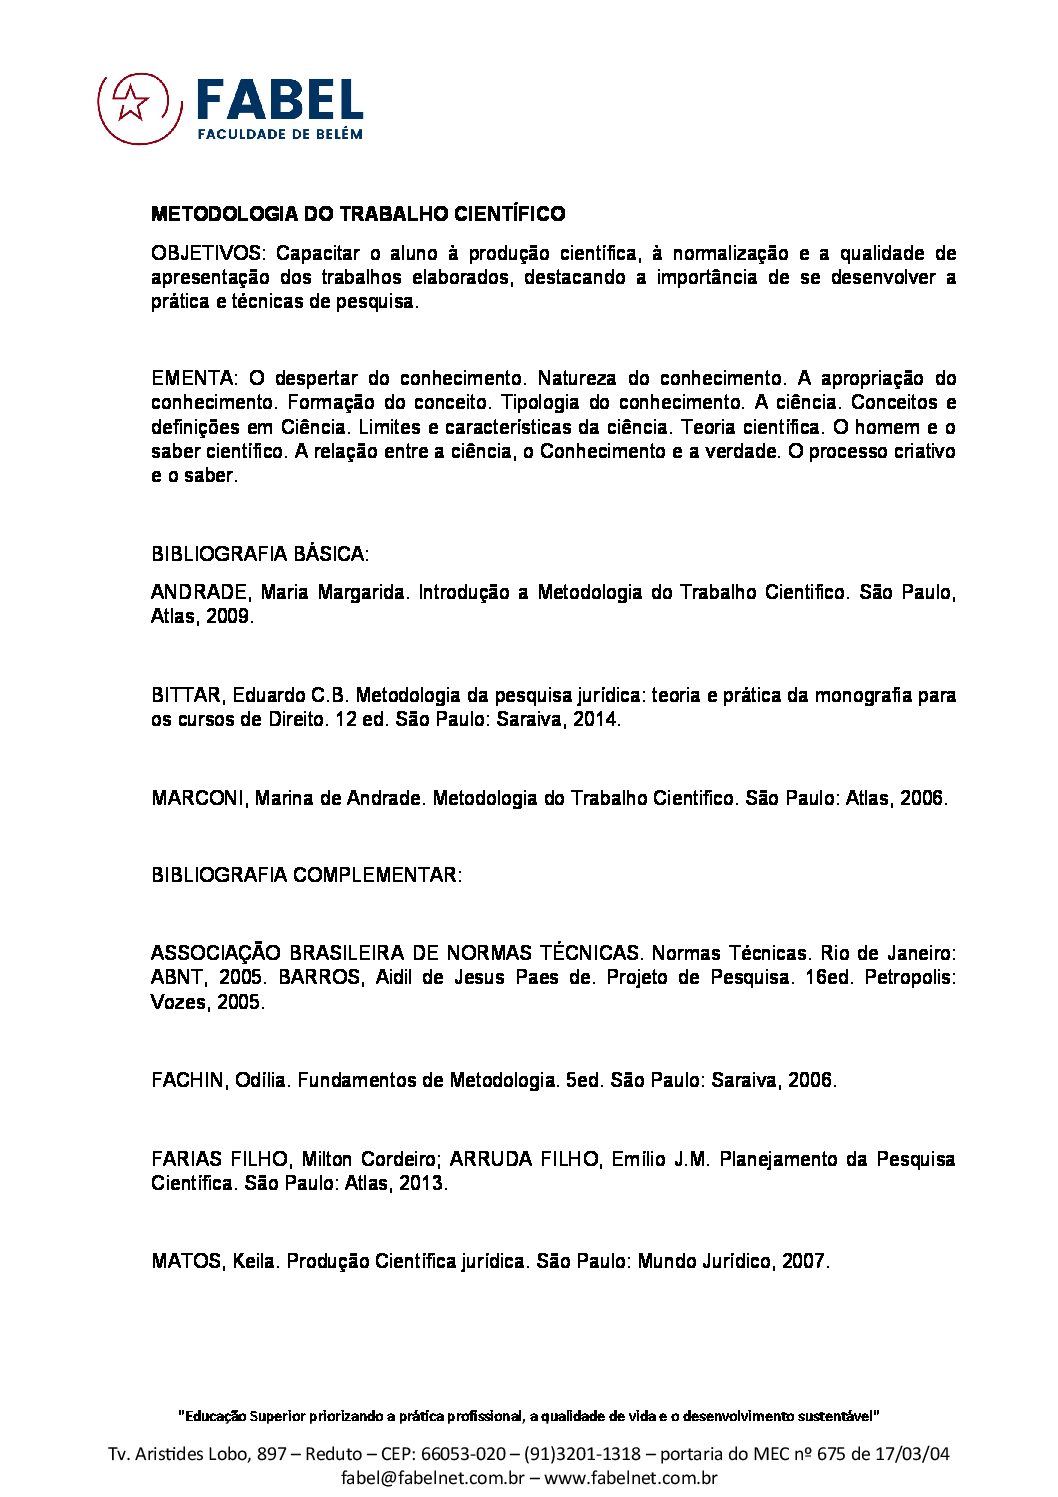 FABEL
FACULDADE DE BELÉM
METODOLOGIA DO TRABALHO CIENTÍFICO
OBJETIVOS: Capacitar o aluno à produção científica, à normalização e a qualidade de
apresentação dos trabalhos elaborados, destacando a importância de se desenvolver a
prática e técnicas de pesquisa.
EMENTA: O despertar do conhecimento. Natureza do conhecimento. A apropriação do
conhecimento. Formação do conceito. Tipologia do conhecimento. A ciência. Conceitos e
definições em Ciência. Limites e características da ciência. Teoria científica. O homem e o
saber científico. A relação entre a ciência, o Conhecimento e a verdade. O processo criativo
e o saber.
BIBLIOGRAFIA BÁSICA:
ANDRADE, Maria Margarida. Introdução a Metodologia do Trabalho Cientifico. São Paulo,
Atlas, 2009.
BITTAR, Eduardo C.B. Metodologia da pesquisa jurídica: teoria e prática da monografia para
os cursos de Direito. 12 ed. São Paulo: Saraiva, 2014.
MARCONI, Marina de Andrade. Metodologia do Trabalho Cientifico. São Paulo: Atlas, 2006.
BIBLIOGRAFIA COMPLEMENTAR:
ASSOCIAÇÃO BRASILEIRA DE NORMAS TÉCNICAS. Normas Técnicas. Rio de Janeiro:
ABNT, 2005. BARROS, Aidil de Jesus Paes de. Projeto de Pesquisa. 16ed. Petropolis:
Vozes, 2005.
FACHIN, Odília. Fundamentos de Metodologia. 5ed. São Paulo: Saraiva, 2006.
FARIAS FILHO, Milton Cordeiro; ARRUDA FILHO, Emílio J.M. Planejamento da Pesquisa
Científica. São Paulo: Atlas, 2013.
MATOS, Keila. Produção Científica jurídica. São Paulo: Mundo Jurídico, 2007.
"Educação Superior priorizando a prática profissional, a qualidade de vida e o desenvolvimento sustentável"
Tv. Aristides Lobo, 897 – Reduto – CEP: 66053-020 – (91)3201-1318 – portaria do MEC nº 675 de 17/03/04
fabel@fabelnet.com.br – www.fabelnet.com.br